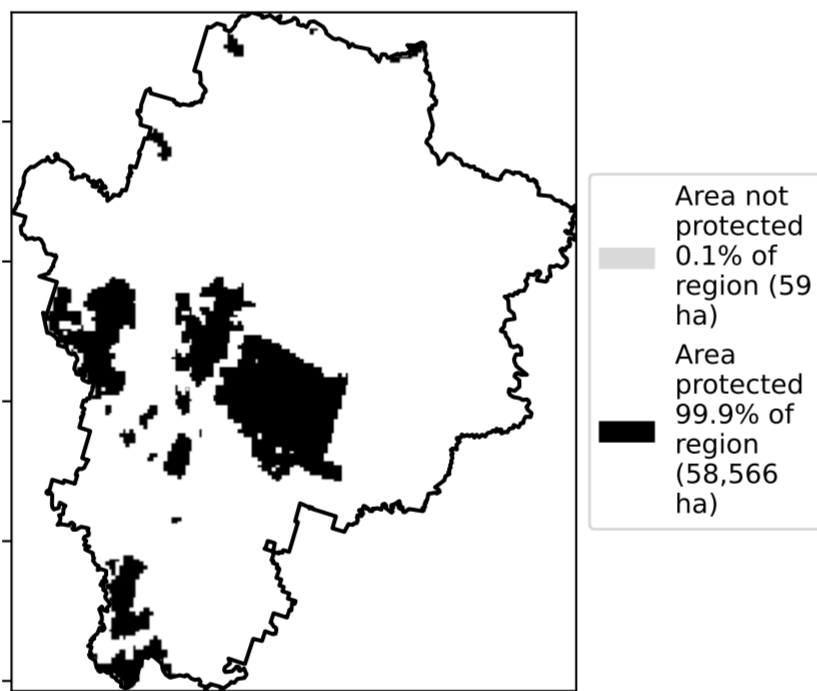 Area not
protected
0.1% of
region (59
ha)
Area
protected
99.9% of
region
(58,566
ha)